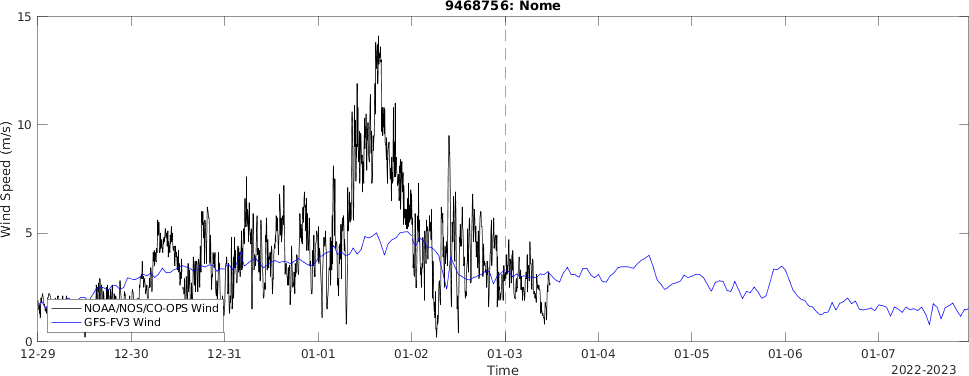 9468756: Nome
15
10
5
0
Wind Speed (m/s)
NOAA/NOS/CO-OPS Wind
GFS-FV3 Wind
12-29 12-30 12-31 01-01 01-02 01-03 01-04 01-05 01-06 01-07
Time
2022-2023